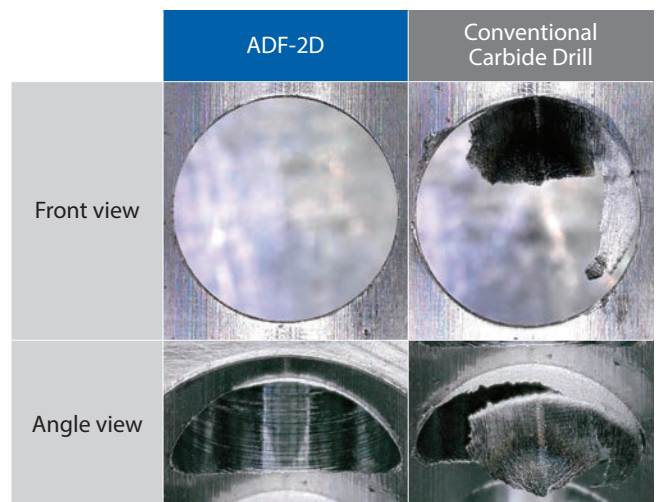 ADF-2D
Conventional
Carbide Drill
Front view
Angle view